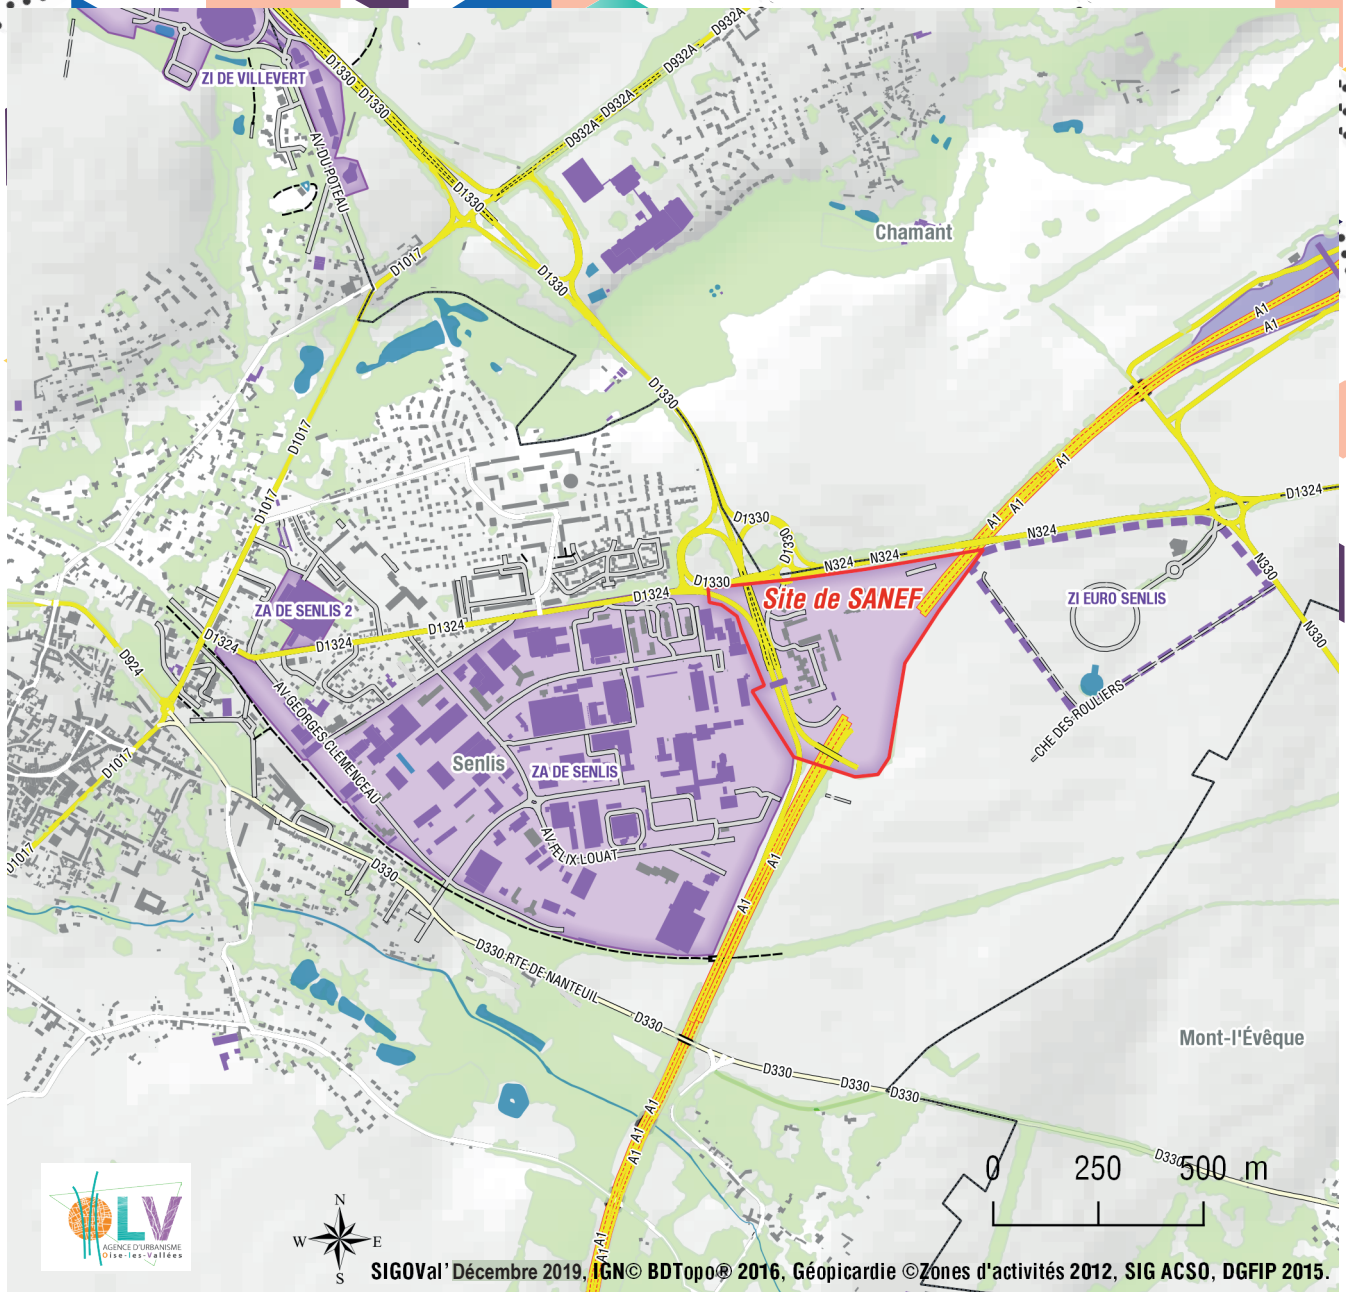 ZI DE VILLEVERT
D1330
D1330
D932A
D932A
D932A
D932A
AV-DU-POTEAU
D1330
D1017
D1330
Chamant
A1
A1
D1330
D1017
D1017
A1
A1
A1
D1324
D1330
D1330
N324
N324
N324
N330
D1330
D1324
Site de SANEF
ZI EURO SENLIS
ZA DE SENLIS 2
D1324
D1324
D1324
N330
D924
AV-GEORGES-CLEMENCEAU
CHE DES-ROULIERS
D1017
Senlis
ZA DE SENLIS
D1017
AV-FELIX-LOUAT
A1
D330
A1
D330-RTE-DE-NANTEUIL
D330
Mont-l'Évêque
D330
D330
D330
A1
A1
A1
D330
0 250 500 m
LV
AGENCE D'URBANISME
Oise-les-Vallées
N
W E
S
A1
A1
SIGOVal' Décembre 2019, IGN© BDTopo® 2016, Géopicardie ©Zones d'activités 2012, SIG ACSO, DGFIP 2015.